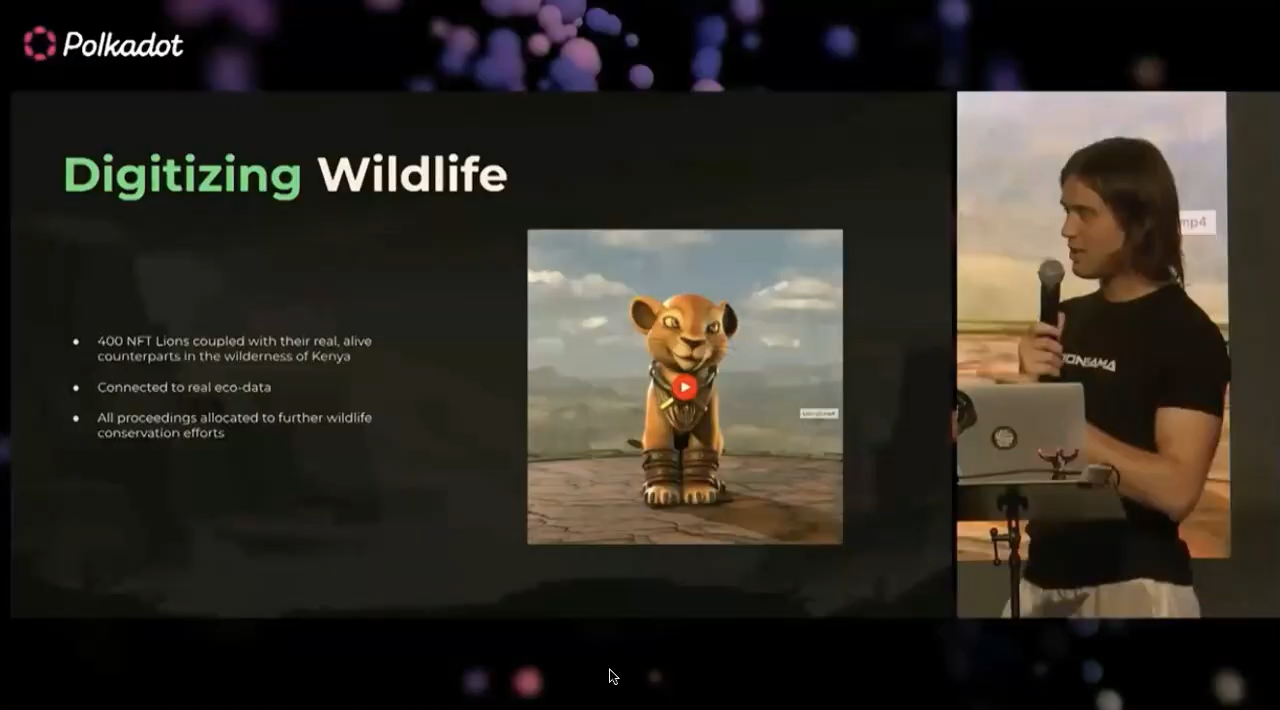 Polkadot
Digitizing Wildlife
mp4
400 NFT Lions coupled with their real, alive
counterparts in the wilderness of Kenya
Connected to real eco-data
All proceedings allocated to further wildlife
conservation efforts